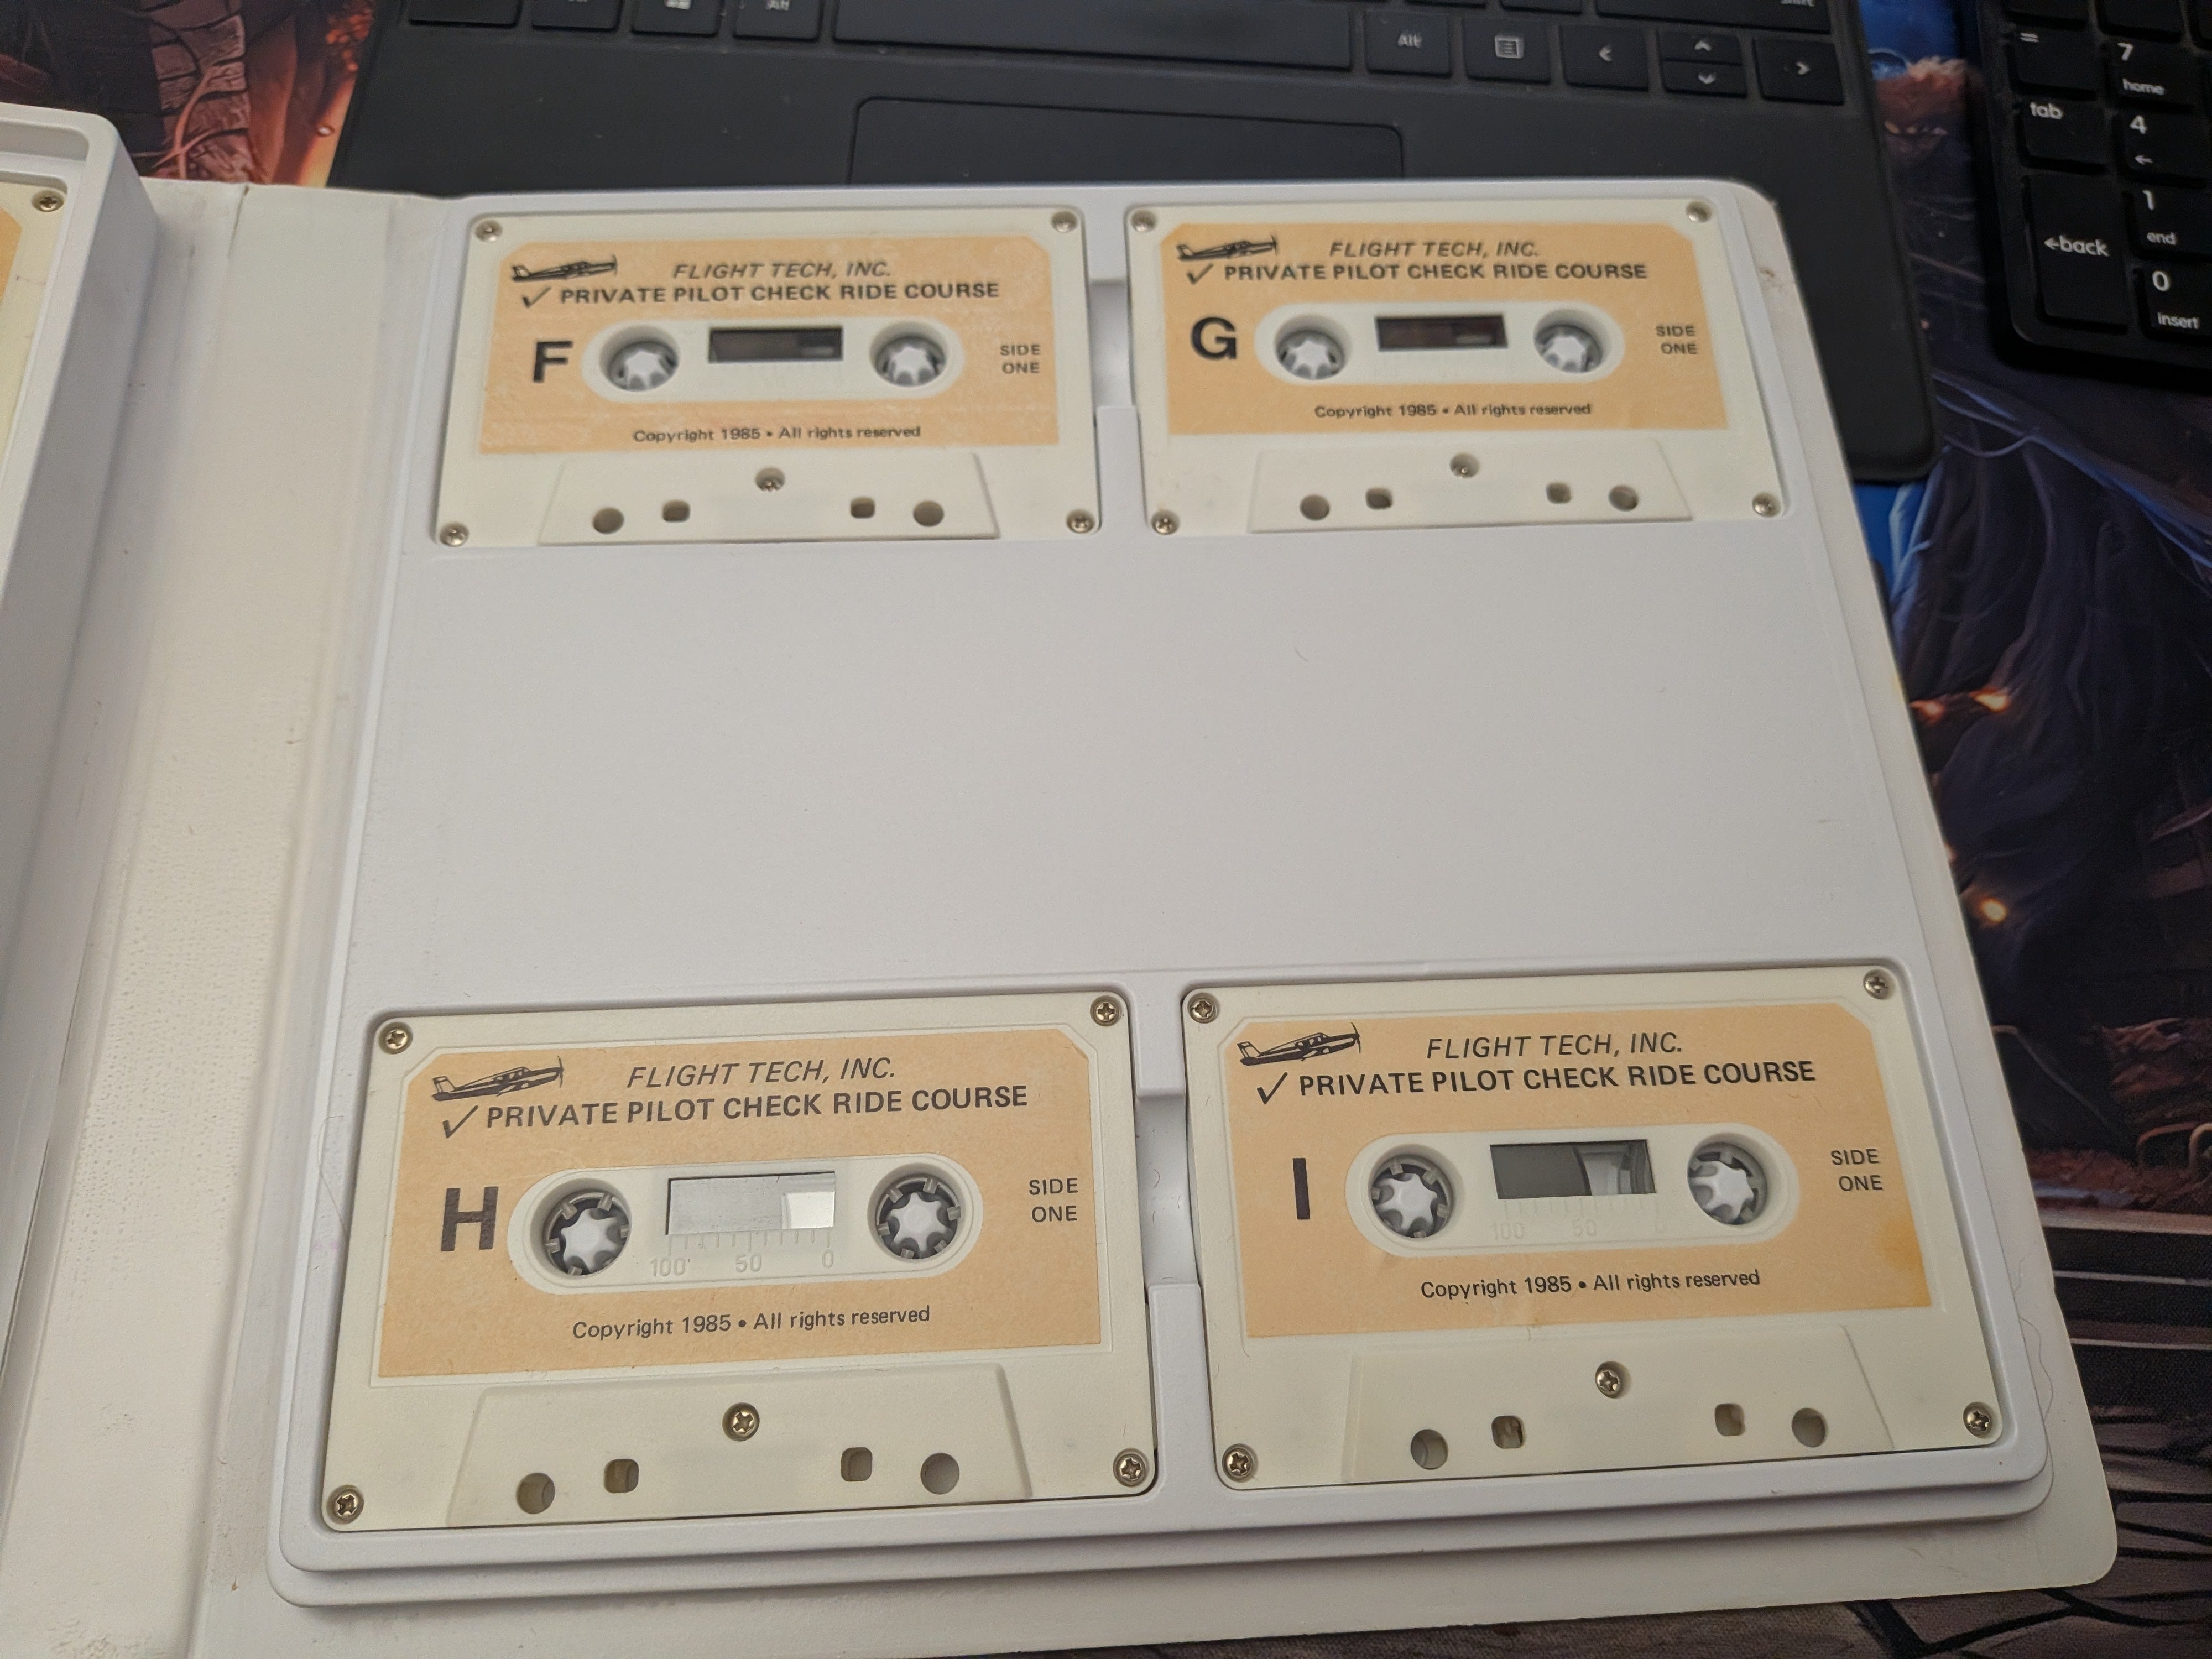 Alt
Alt
shift
=
7
home
tab
4
←
1
end
←back
0
insert
FLIGHT TECH, INC.
✓ PRIVATE PILOT CHECK RIDE COURSE
F
SIDE
ONE
Copyright 1985 • All rights reserved
FLIGHT TECH, INC.
✓ PRIVATE PILOT CHECK RIDE COURSE
G
SIDE
ONE
Copyright 1985 • All rights reserved
FLIGHT TECH, INC.
✓ PRIVATE PILOT CHECK RIDE COURSE
H
SIDE
ONE
100 50 0
Copyright 1985 • All rights reserved
FLIGHT TECH, INC.
✓ PRIVATE PILOT CHECK RIDE COURSE
I
SIDE
ONE
100 50
Copyright 1985 • All rights reserved